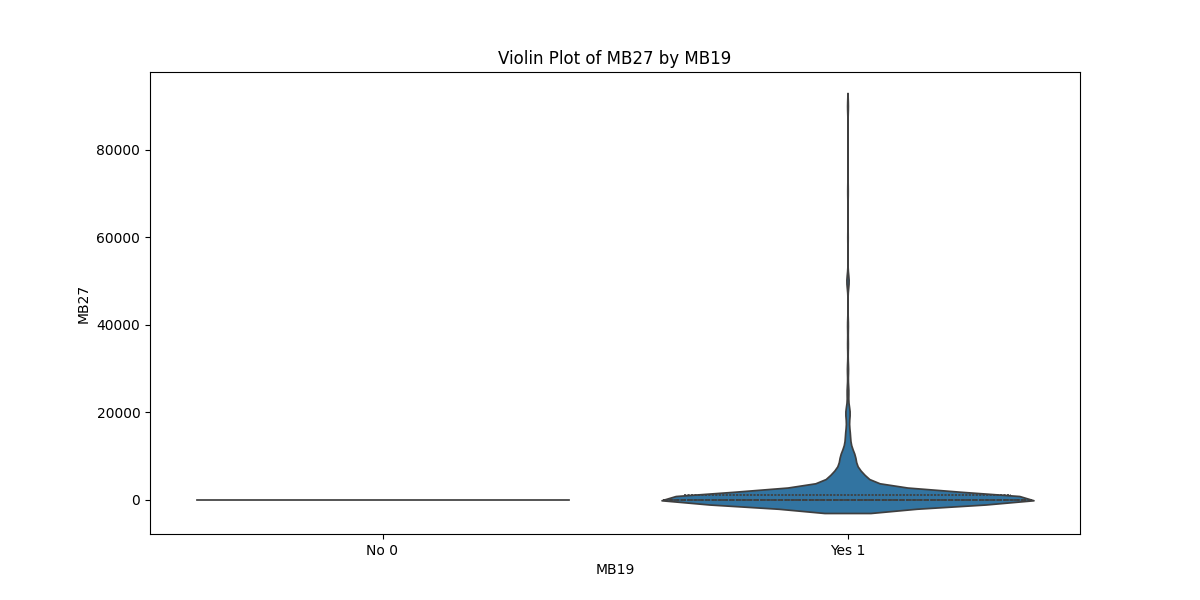 Violin Plot of MB27 by MB19
80000
60000
40000
20000
0
MB27
No 0
Yes 1
MB19